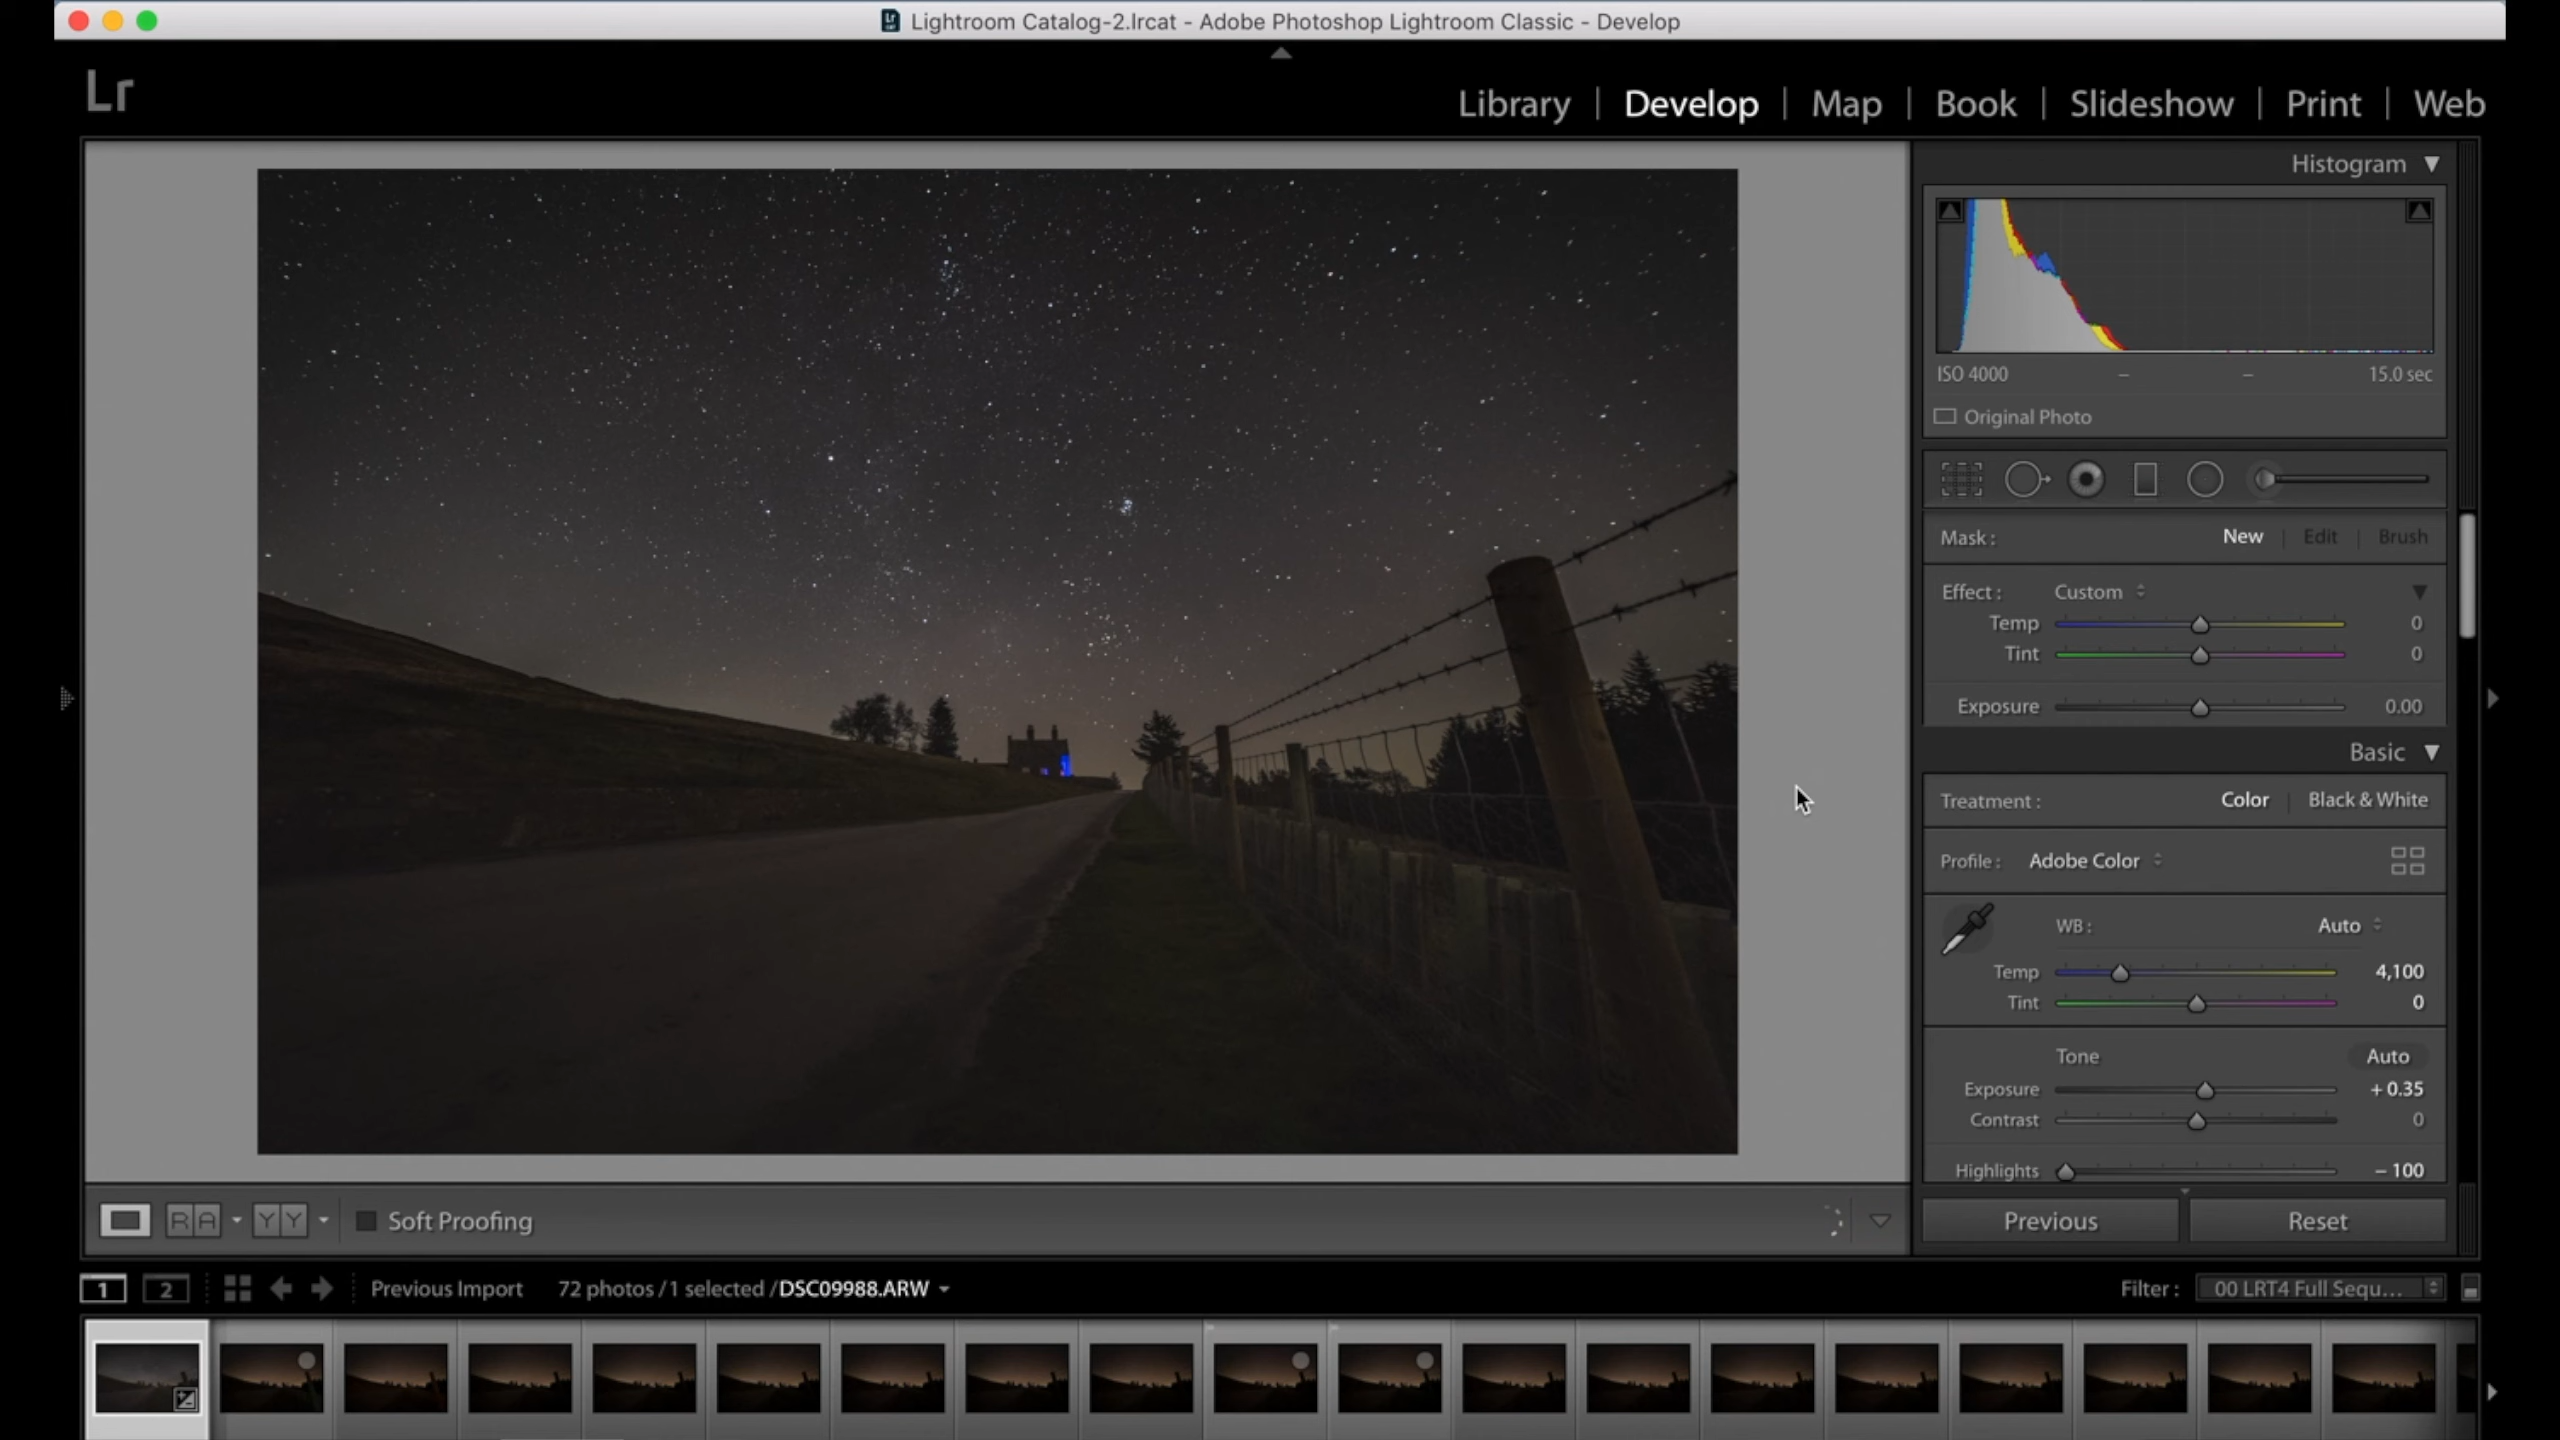 Lightroom Catalog-2.lrcat - Adobe Photoshop Lightroom Classic - Develop
Lr
Library | Develop | Map | Book | Slideshow | Print | Web
Histogram
ISO 4000 – – 15.0 sec
Original Photo
Mask : New | Edit | Brush
Effect : Custom
Temp 0
Tint 0
Exposure 0.00
Basic
Treatment : Color | Black & White
Profile : Adobe Color
WB : Auto
Temp 4,100
Tint 0
Tone Auto
Exposure + 0.35
Contrast 0
Highlights – 100
R A Y Y Soft Proofing
Previous Reset
1 2 Previous Import 72 photos / 1 selected / DSC09988.ARW Filter : 00 LRT4 Full Sequ...